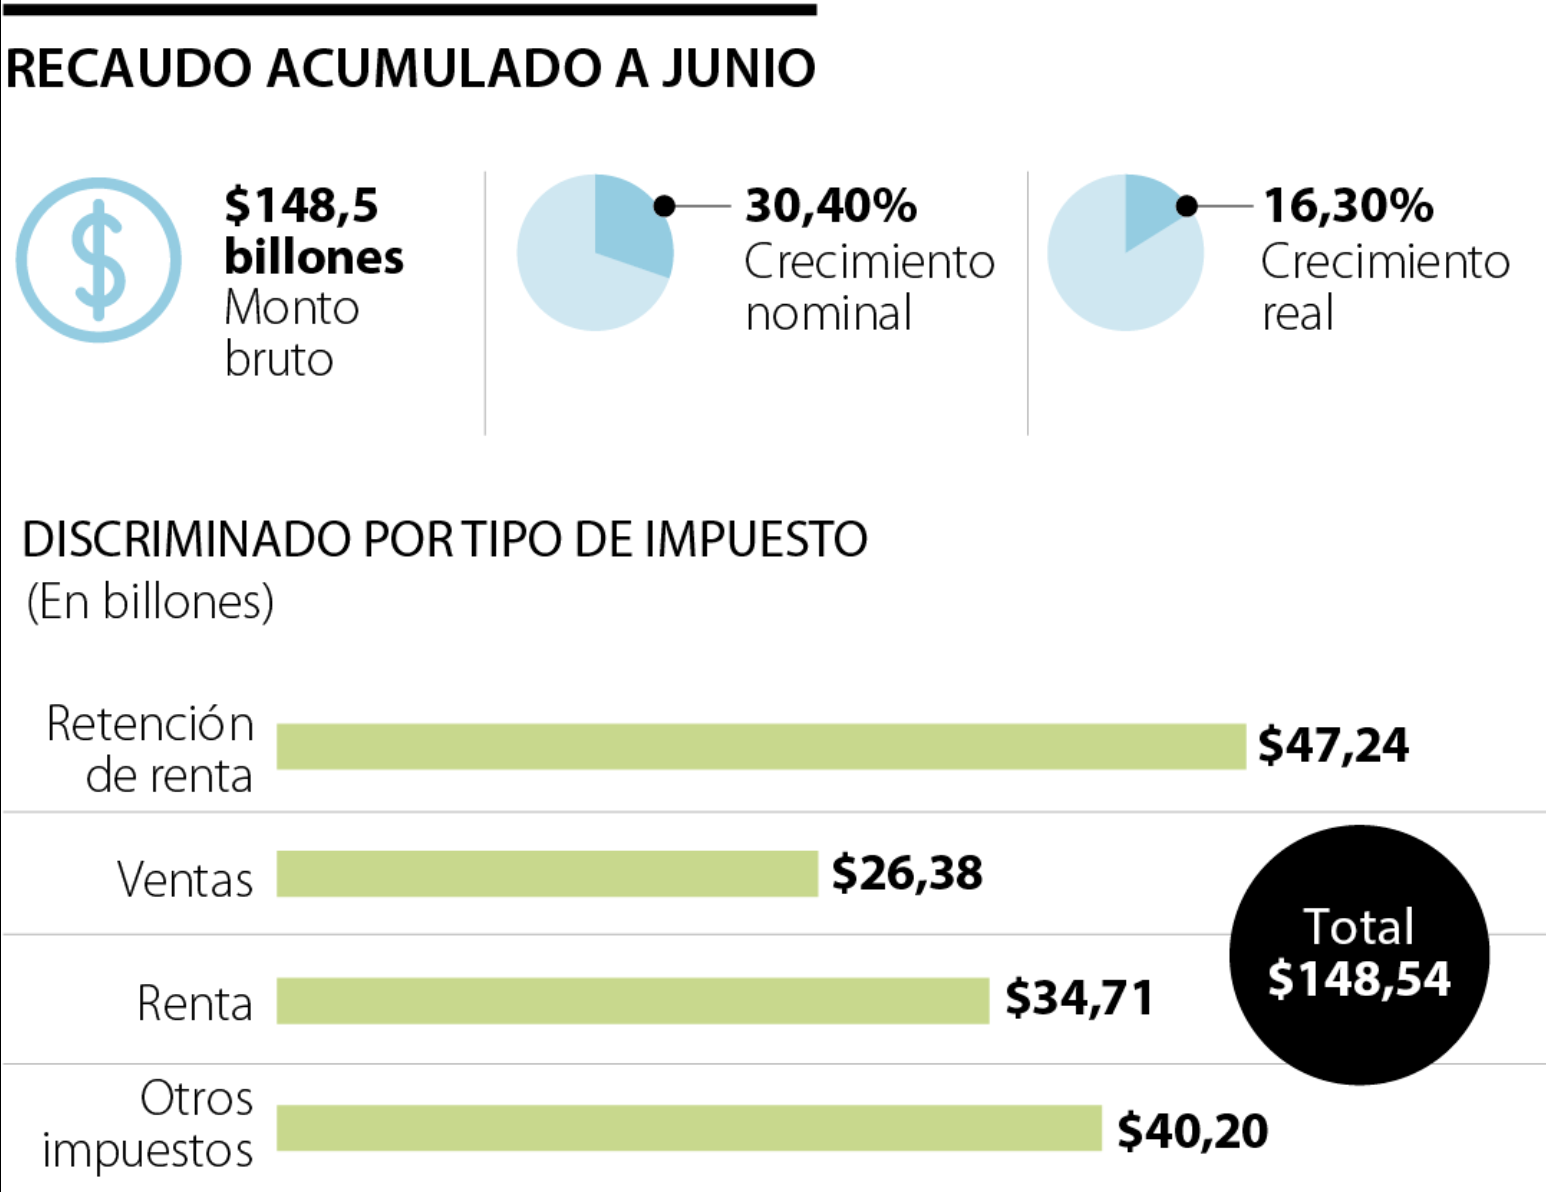 RECAUDO ACUMULADO A JUNIO
$148,5
billones
Monto
bruto
30,40%
Crecimiento
nominal
16,30%
Crecimiento
real
DISCRIMINADO POR TIPO DE IMPUESTO
(En billones)
Retención
de renta
$47,24
Ventas
$26,38
Renta
$34,71
Otros
impuestos
$40,20
Total
$148,54